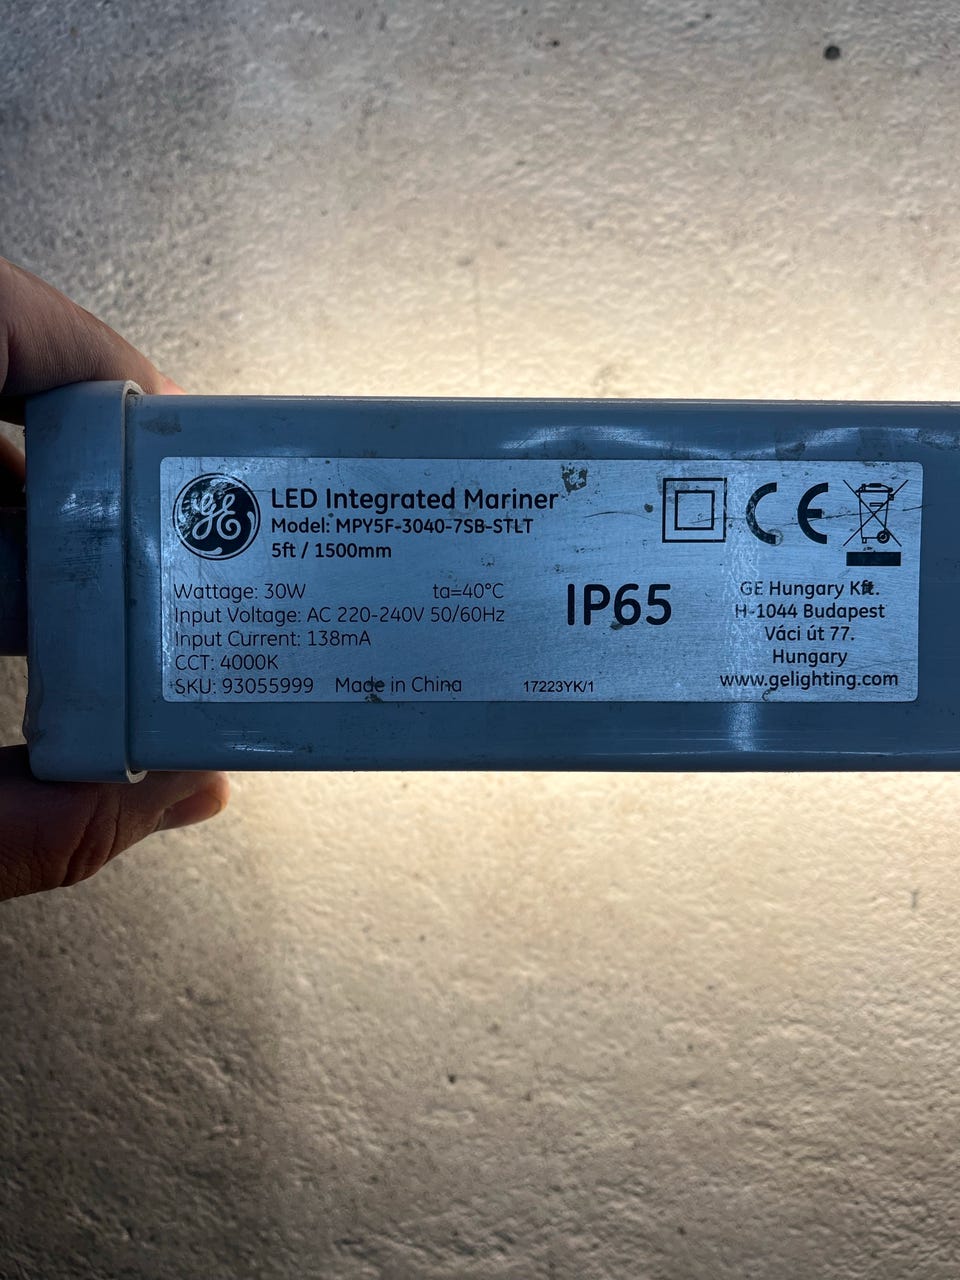 GE
LED Integrated Mariner
Model: MPY5F-3040-7SB-STLT
5ft / 1500mm
Wattage: 30W ta=40°C
Input Voltage: AC 220-240V 50/60Hz
Input Current: 138mA
CCT: 4000K
SKU: 93055999 Made in China 17223YK/1
IP65
CE
GE Hungary Kft.
H-1044 Budapest
Váci út 77.
Hungary
www.gelighting.com